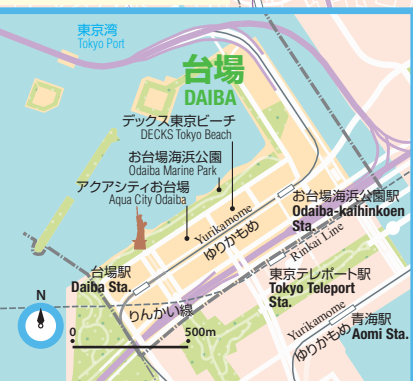 東京湾
Tokyo Port
台場
DAIBA
デックス東京ビーチ
DECKS Tokyo Beach
お台場海浜公園
Odaiba Marine Park
アクアシティお台場
Aqua City Odaiba
お台場海浜公園駅
Odaiba-kaihinkoen
Sta.
Yurikamome
ゆりかもめ
Rinkai Line
台場駅
Daiba Sta.
東京テレポート駅
Tokyo Teleport
Sta.
りんかい線
N
0 500m
Yurikamome
ゆりかもめ
青海駅
Aomi Sta.